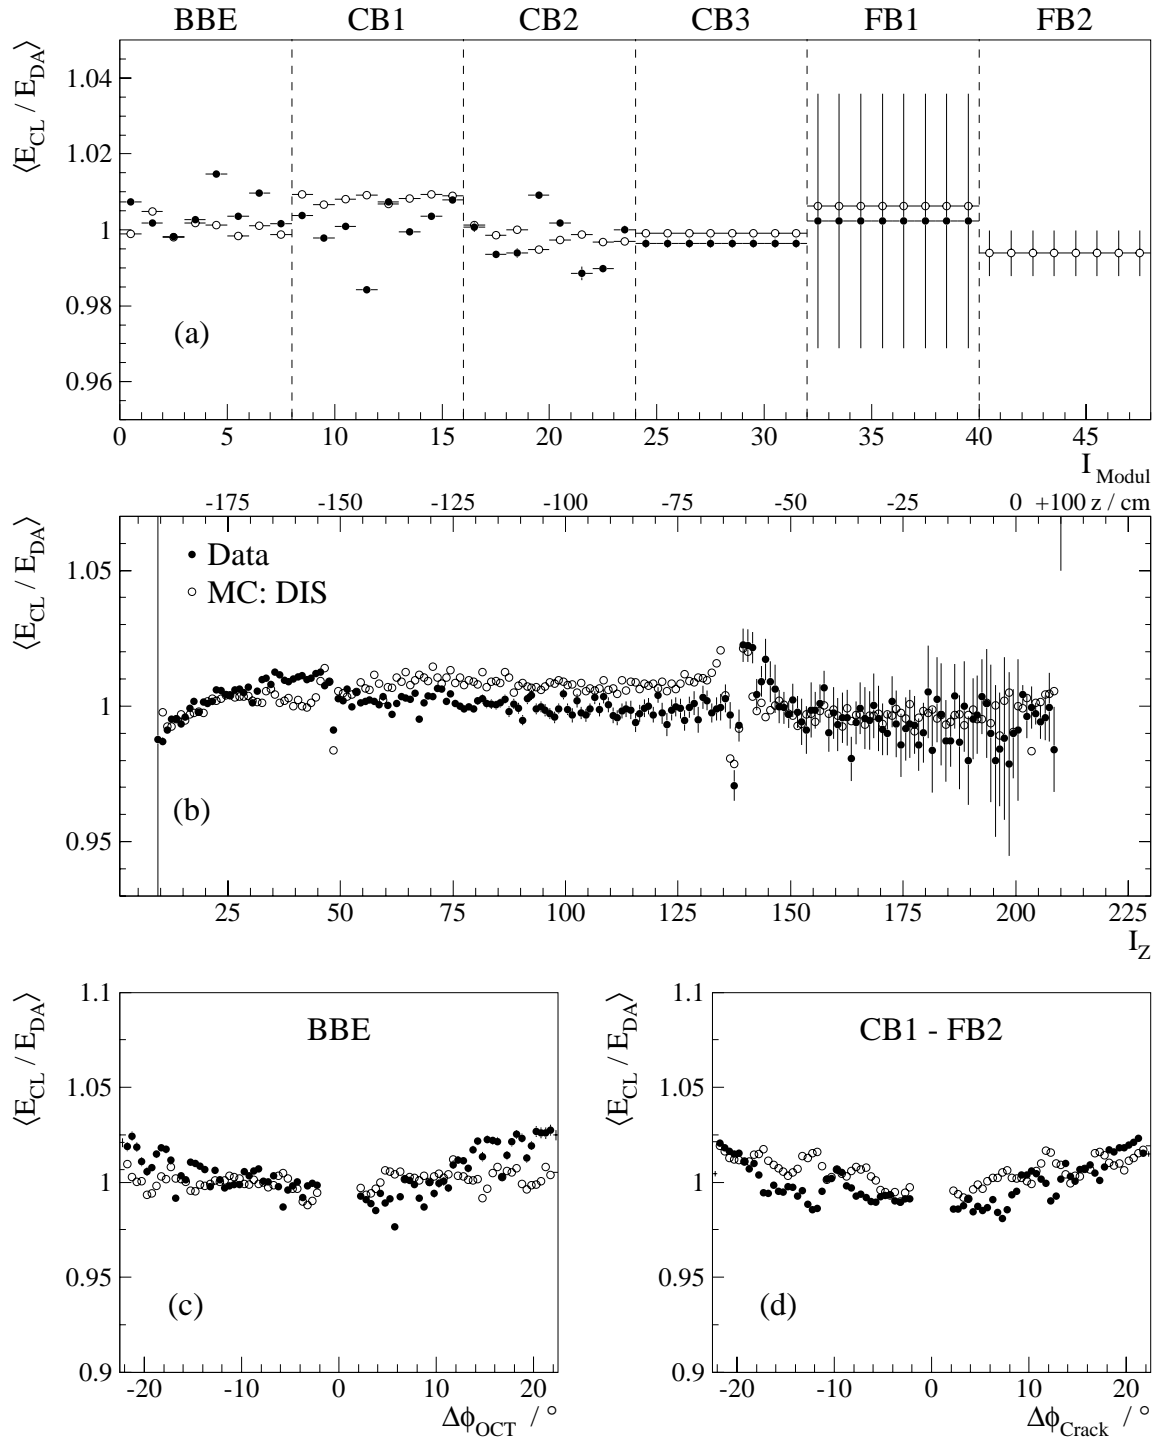 BBE CB1 CB2 CB3 FB1 FB2
⟨E_CL / E_DA⟩
1.04
1.02
1
0.98
0.96
(a)
0 5 10 15 20 25 30 35 40 45
I_Modul
-175 -150 -125 -100 -75 -50 -25 0 +100 z / cm
⟨E_CL / E_DA⟩
1.05
1
0.95
Data
MC: DIS
(b)
25 50 75 100 125 150 175 200 225
I_Z
⟨E_CL / E_DA⟩
1.1
1.05
1
0.95
0.9
BBE
(c)
-20 -10 0 10 20
Δϕ_OCT / °
⟨E_CL / E_DA⟩
1.1
1.05
1
0.95
0.9
CB1 - FB2
(d)
-20 -10 0 10 20
Δϕ_Crack / °